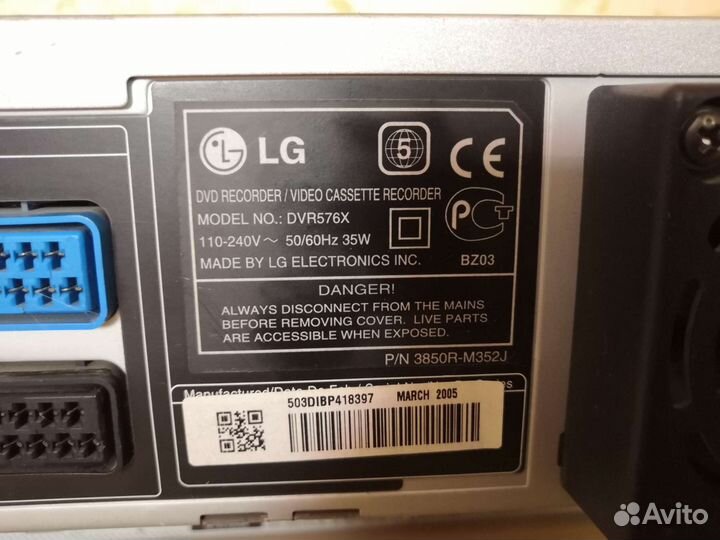 LG
5
CE
DVD RECORDER / VIDEO CASSETTE RECORDER
MODEL NO.: DVR576X
110-240V ~ 50/60Hz 35W
MADE BY LG ELECTRONICS INC.
РСТ
BZ03
DANGER!
ALWAYS DISCONNECT FROM THE MAINS
BEFORE REMOVING COVER. LIVE PARTS
ARE ACCESSIBLE WHEN EXPOSED.
P/N 3850R-M352J
503DIBP418397 MARCH 2005
Avito